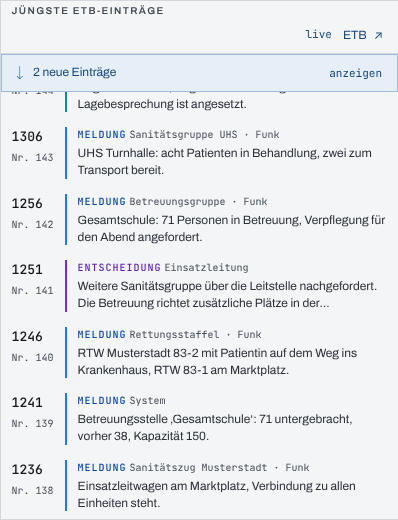 JÜNGSTE ETB-EINTRÄGE
live ETB ↗
↓ 2 neue Einträge anzeigen
Lagebesprechung ist angesetzt.
1306 MELDUNG Sanitätsgruppe UHS · Funk
Nr. 143 UHS Turnhalle: acht Patienten in Behandlung, zwei zum
Transport bereit.
1256 MELDUNG Betreuungsgruppe · Funk
Nr. 142 Gesamtschule: 71 Personen in Betreuung, Verpflegung für
den Abend angefordert.
1251 ENTSCHEIDUNG Einsatzleitung
Nr. 141 Weitere Sanitätsgruppe über die Leitstelle nachgefordert.
Die Betreuung richtet zusätzliche Plätze in der…
1246 MELDUNG Rettungsstaffel · Funk
Nr. 140 RTW Musterstadt 83-2 mit Patientin auf dem Weg ins
Krankenhaus, RTW 83-1 am Marktplatz.
1241 MELDUNG System
Nr. 139 Betreuungsstelle ‚Gesamtschule‘: 71 untergebracht,
vorher 38, Kapazität 150.
1236 MELDUNG Sanitätszug Musterstadt · Funk
Nr. 138 Einsatzleitwagen am Marktplatz, Verbindung zu allen
Einheiten steht.